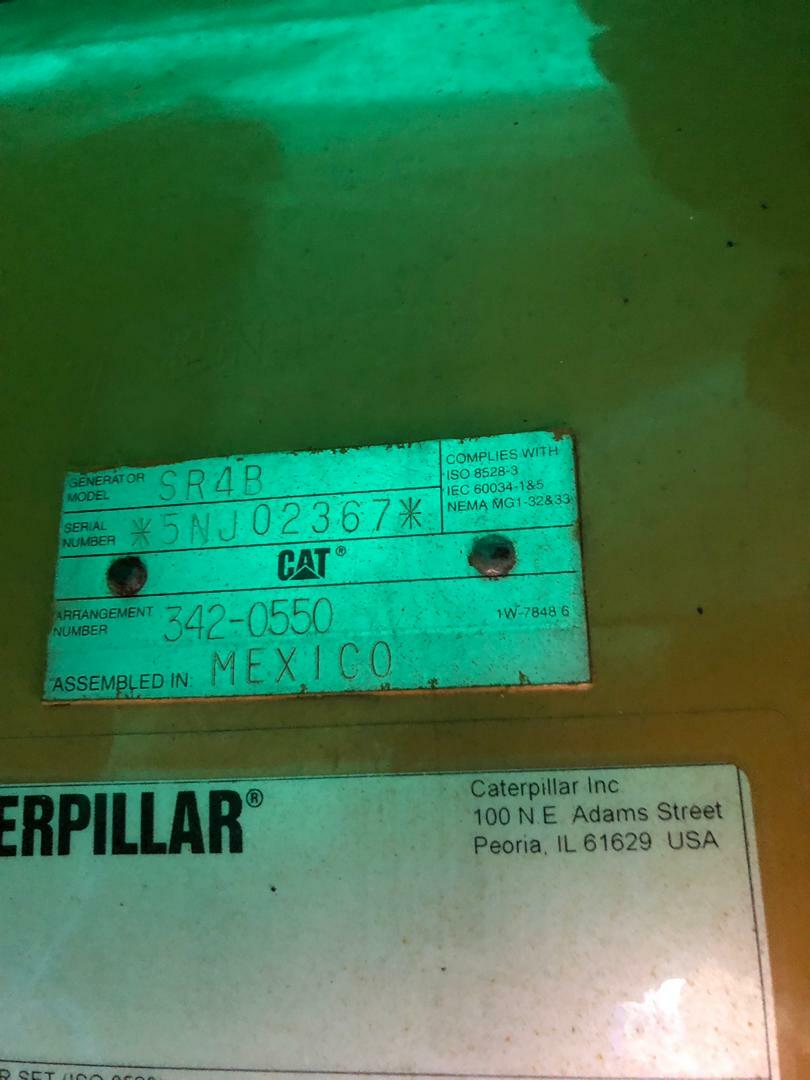 GENERATOR MODEL SR4B
SERIAL NUMBER *5NJ02367*
COMPLIES WITH
ISO 8528-3
IEC 60034-1&5
NEMA MG1-32&33
CAT®
ARRANGEMENT NUMBER 342-0550
1W-7848 6
ASSEMBLED IN: MEXICO
ERPILLAR®
Caterpillar Inc
100 N E Adams Street
Peoria, IL 61629 USA